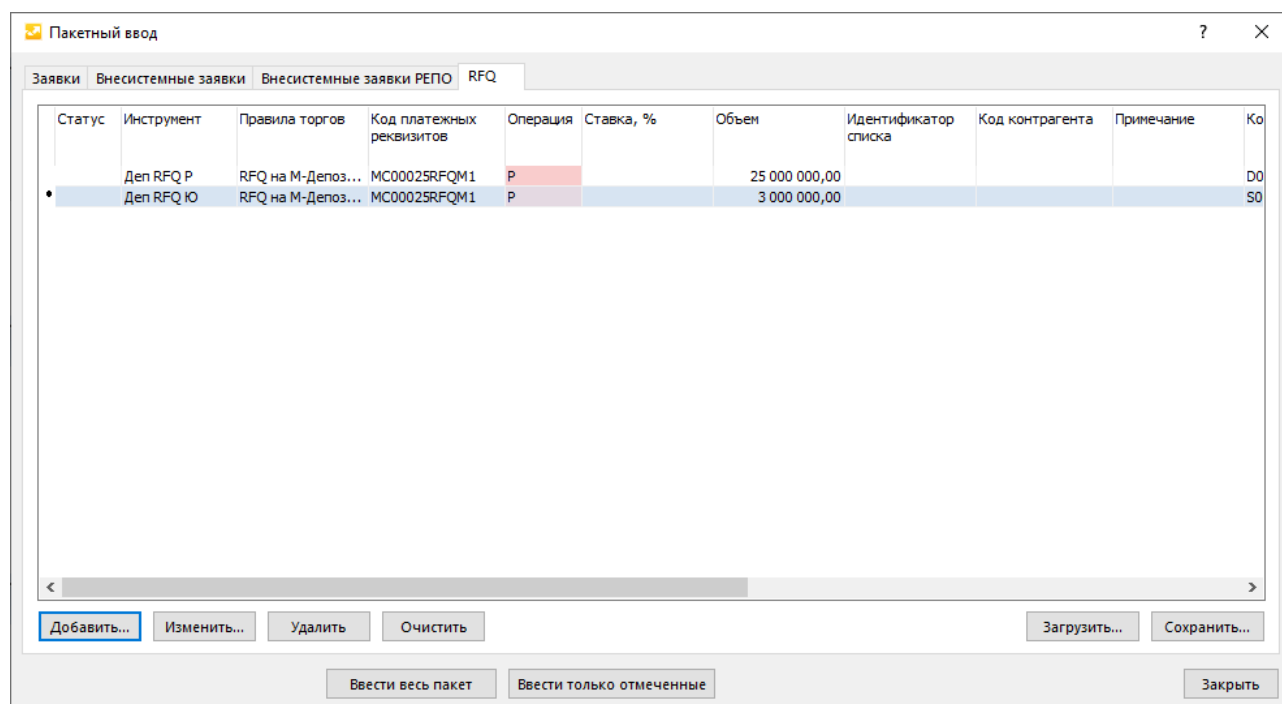 Пакетный ввод ?
Заявки Внесистемные заявки Внесистемные заявки РЕПО RFQ
Статус Инструмент Правила торгов Код платежных Операция Ставка, % Объем Идентификатор Код контрагента Примечание Ко
реквизитов списка
Деп RFQ Р RFQ на М-Депоз... MC00025RFQM1 P 25 000 000,00 D0
Деп RFQ Ю RFQ на М-Депоз... MC00025RFQM1 P 3 000 000,00 S0
Добавить... Изменить... Удалить Очистить Загрузить... Сохранить...
Ввести весь пакет Ввести только отмеченные Закрыть